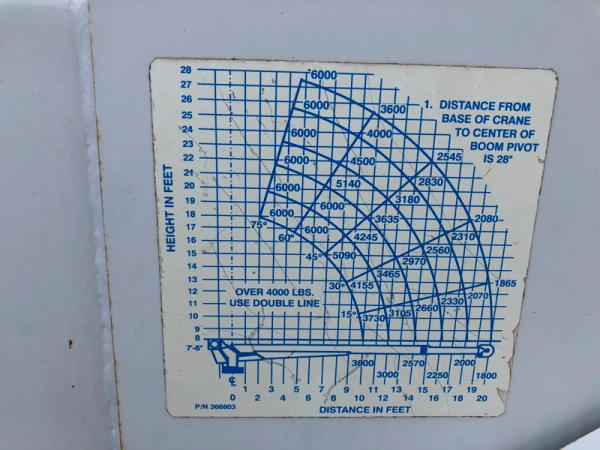 28
27
26
25
24
23
22
21
20
19
18
17
16
15
14
13
12
11
10
9
8
7'-6"
HEIGHT IN FEET
1. DISTANCE FROM
BASE OF CRANE
TO CENTER OF
BOOM PIVOT
IS 28"
6000
6000 3600
6000 4000
6000 4500 2545
6000 5140 2830
6000 6000 3180
6000 3635 2080
75° 60° 4245 2310
45° 5090 2970 2560
30° 4155 3465 1865
OVER 4000 LBS.
USE DOUBLE LINE
15° 3730 3105 2660 2330 2070
3600 2570 2000
3000 2250 1800
1 3 5 7 9 11 13 15 17 19
0 2 4 6 8 10 12 14 16 18 20
P/N 366803
DISTANCE IN FEET